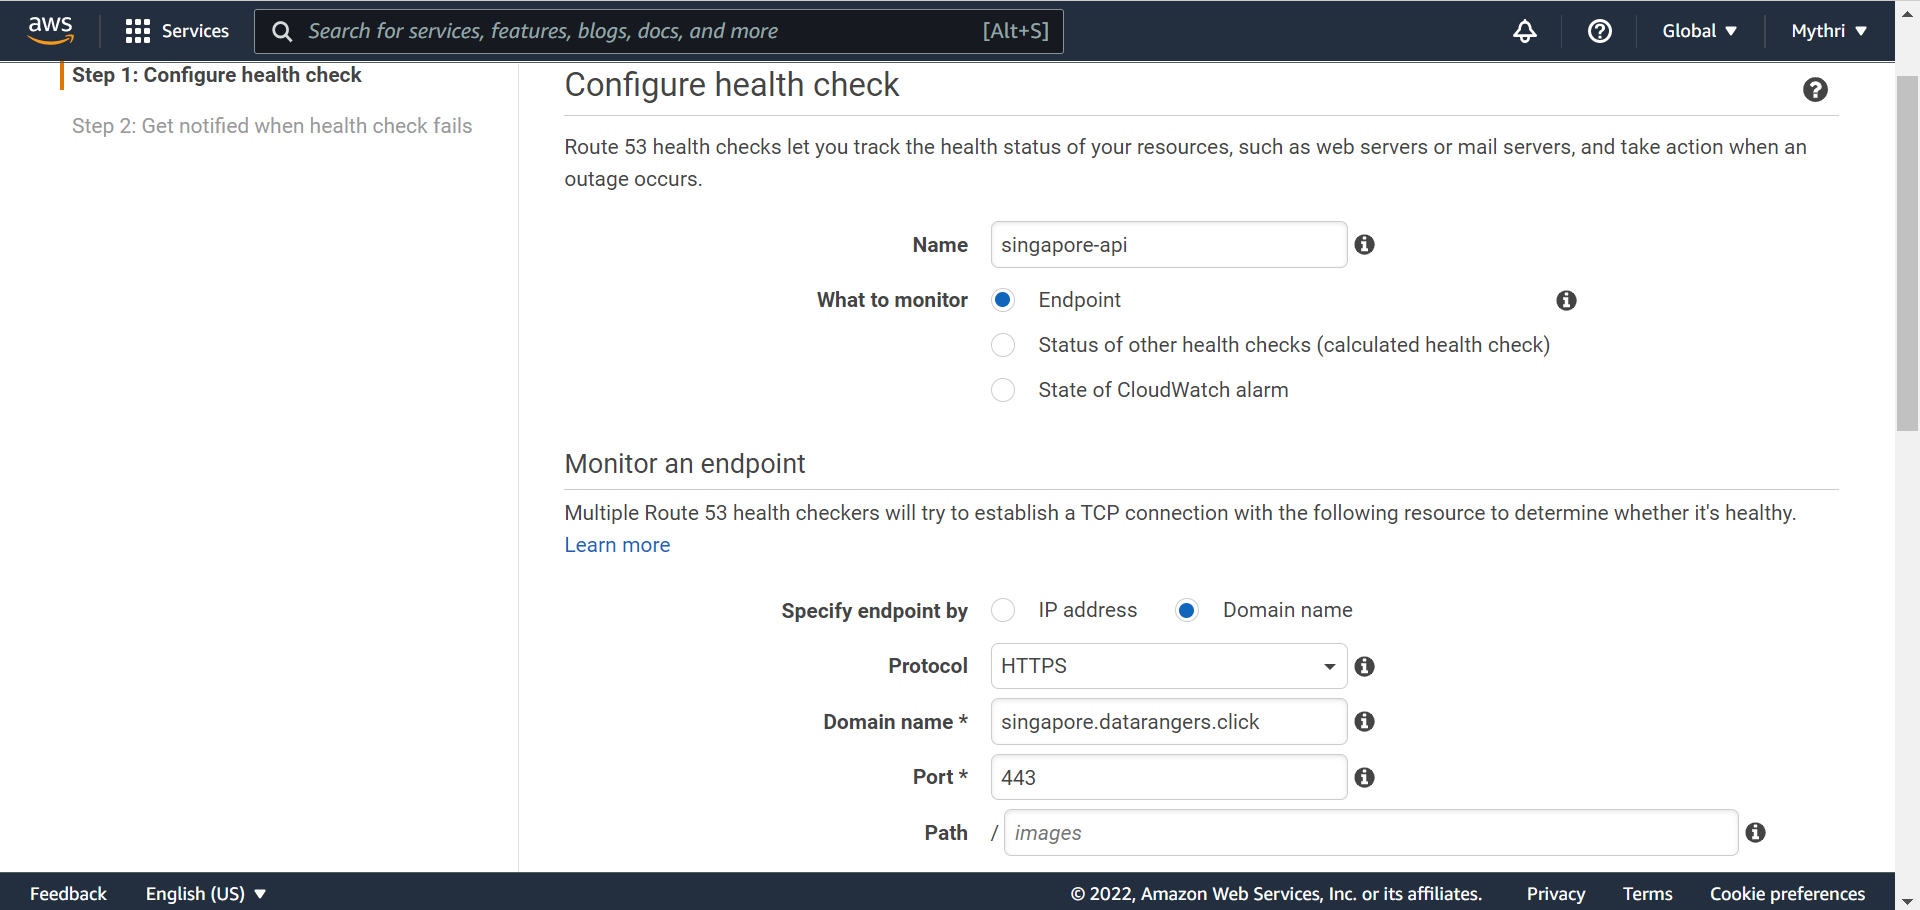 aws
Services
Search for services, features, blogs, docs, and more
[Alt+S]
Global
Mythri
Step 1: Configure health check
Step 2: Get notified when health check fails
Configure health check
Route 53 health checks let you track the health status of your resources, such as web servers or mail servers, and take action when an
outage occurs.
Name
singapore-api
What to monitor
Endpoint
Status of other health checks (calculated health check)
State of CloudWatch alarm
Monitor an endpoint
Multiple Route 53 health checkers will try to establish a TCP connection with the following resource to determine whether it's healthy.
Learn more
Specify endpoint by
IP address
Domain name
Protocol
HTTPS
Domain name *
singapore.datarangers.click
Port *
443
Path
/
images
Feedback
English (US)
© 2022, Amazon Web Services, Inc. or its affiliates.
Privacy
Terms
Cookie preferences